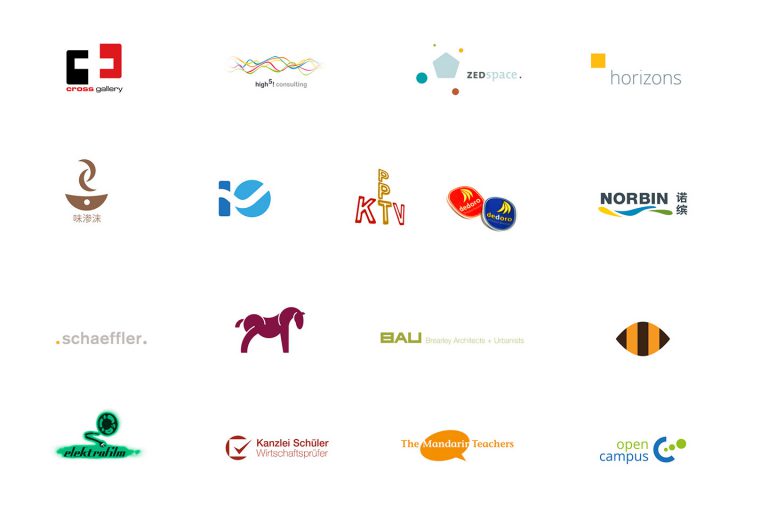 cross gallery
high5! consulting
ZEDspace.
horizons
味渗沫
P
P
KTV
dedoro
dedoro
NORBIN 诺
缤
.schaeffler.
BAU Brearley Architects + Urbanists
elektrofilm
Kanzlei Schüler
Wirtschaftsprüfer
The Mandarin Teachers
open
campus